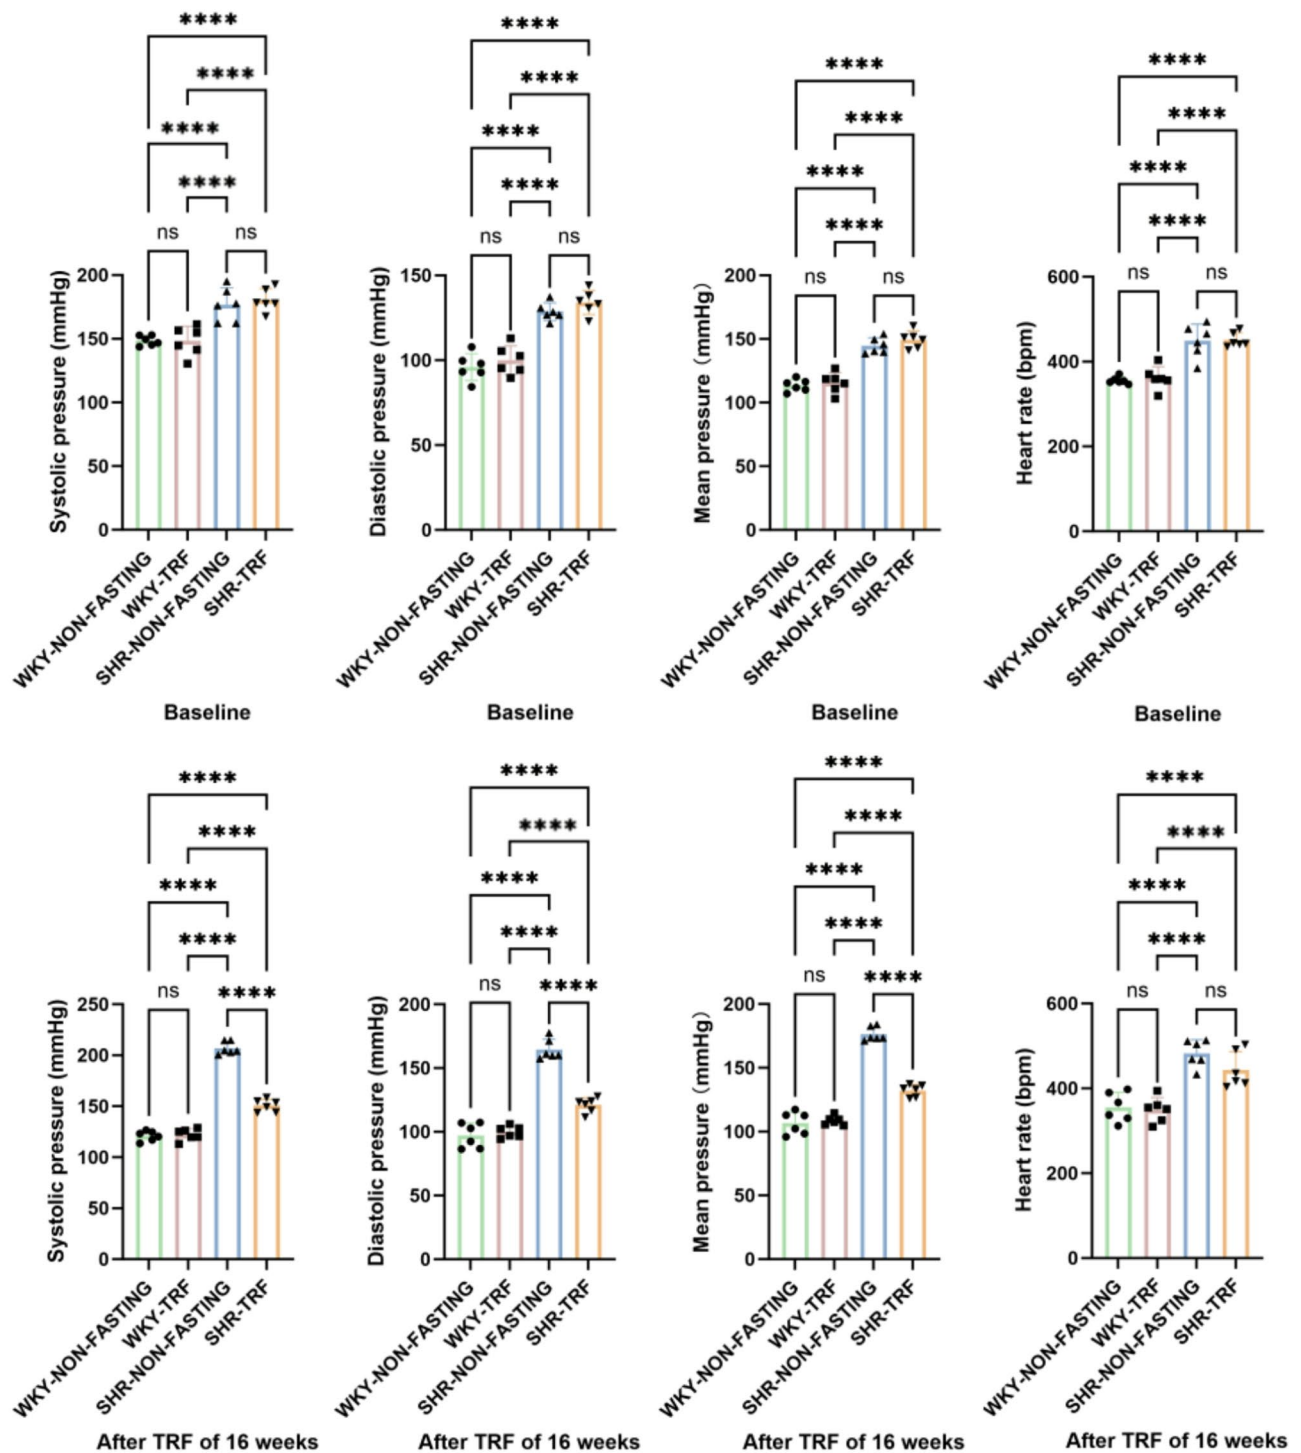 **** **** **** ****
**** **** **** ****
**** **** **** ****
**** **** **** ****
ns ns ns ns ns ns ns ns
Systolic pressure (mmHg) Diastolic pressure (mmHg) Mean pressure（mmHg） Heart rate (bpm)
200 150 200 600
150 100 150 400
100 50 100 200
50 0 50 0
0 0
WKY-NON-FASTING WKY-TRF SHR-NON-FASTING SHR-TRF
WKY-NON-FASTING WKY-TRF SHR-NON-FASTING SHR-TRF
WKY-NON-FASTING WKY-TRF SHR-NON-FASTING SHR-TRF
WKY-NON-FASTING WKY-TRF SHR-NON-FASTING SHR-TRF
Baseline Baseline Baseline Baseline
**** **** **** ****
**** **** **** ****
**** **** **** ****
**** **** **** ****
ns **** ns **** ns **** ns ns
Systolic pressure (mmHg) Diastolic pressure (mmHg) Mean pressure（mmHg） Heart rate (bpm)
250 200 200 600
200 150 150 400
150 100 100 200
100 50 50 0
50 0 0
0
WKY-NON-FASTING WKY-TRF SHR-NON-FASTING SHR-TRF
WKY-NON-FASTING WKY-TRF SHR-NON-FASTING SHR-TRF
WKY-NON-FASTING WKY-TRF SHR-NON-FASTING SHR-TRF
WKY-NON-FASTING WKY-TRF SHR-NON-FASTING SHR-TRF
After TRF of 16 weeks After TRF of 16 weeks After TRF of 16 weeks After TRF of 16 weeks